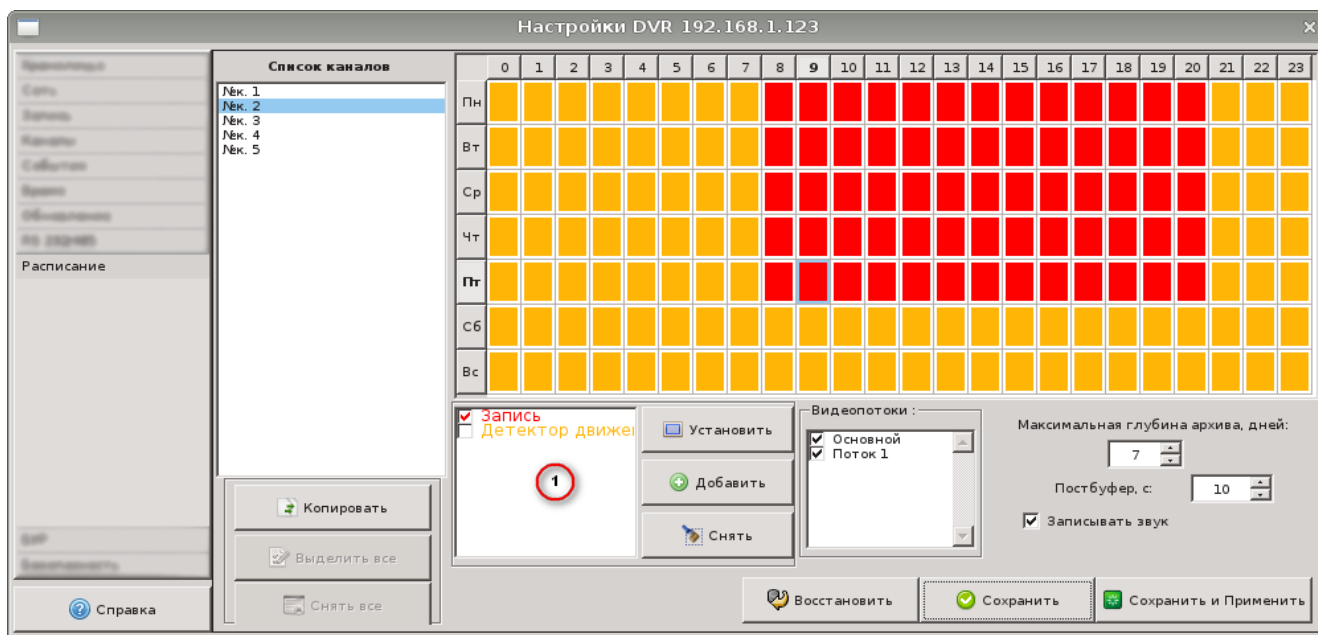 Настройки DVR 192.168.1.123
Список каналов
№к. 1
№к. 2
№к. 3
№к. 4
№к. 5
0 1 2 3 4 5 6 7 8 9 10 11 12 13 14 15 16 17 18 19 20 21 22 23
Пн
Вт
Ср
Чт
Пт
Сб
Вс
Расписание
Справка
Копировать
Выделить все
Снять все
Запись
Детектор движе
1
Установить
Добавить
Снять
Видеопотоки :
Основной
Поток 1
Максимальная глубина архива, дней:
7
Постбуфер, с: 10
Записывать звук
Восстановить
Сохранить
Сохранить и Применить